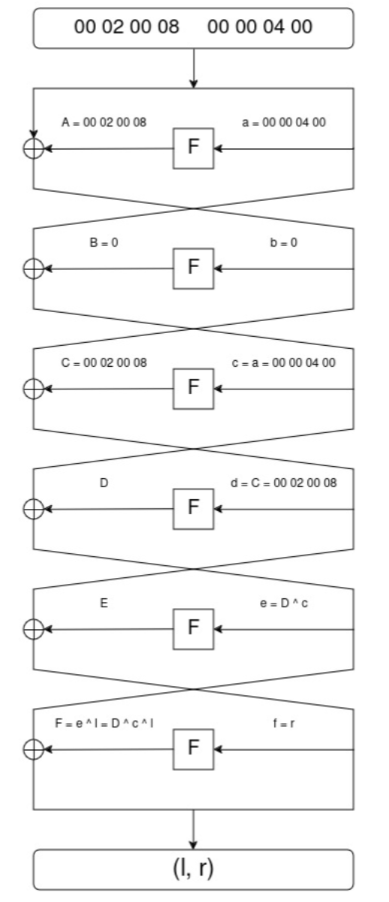 00 02 00 08 00 00 04 00
A = 00 02 00 08 a = 00 00 04 00
F
B = 0 b = 0
F
C = 00 02 00 08 c = a = 00 00 04 00
F
D d = C = 00 02 00 08
F
E e = D ^ c
F
F = e ^ l = D ^ c ^ l f = r
F
(l, r)